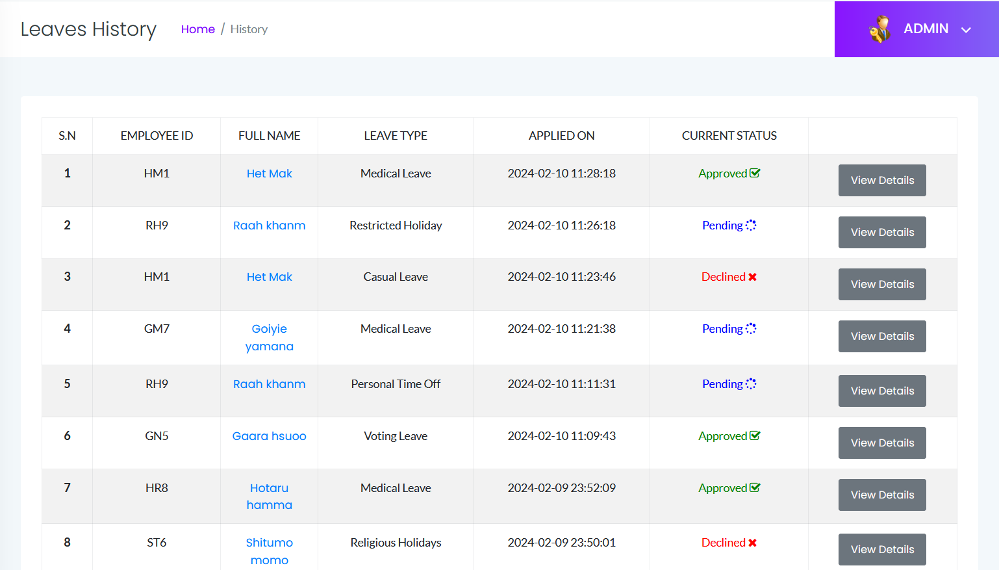 Leaves History Home / History ADMIN
S.N EMPLOYEE ID FULL NAME LEAVE TYPE APPLIED ON CURRENT STATUS
1 HM1 Het Mak Medical Leave 2024-02-10 11:28:18 Approved View Details
2 RH9 Raah khanm Restricted Holiday 2024-02-10 11:26:18 Pending View Details
3 HM1 Het Mak Casual Leave 2024-02-10 11:23:46 Declined View Details
4 GM7 Goiyie Medical Leave 2024-02-10 11:21:38 Pending View Details
yamana
5 RH9 Raah khanm Personal Time Off 2024-02-10 11:11:31 Pending View Details
6 GN5 Gaara hsuoo Voting Leave 2024-02-10 11:09:43 Approved View Details
7 HR8 Hotaru Medical Leave 2024-02-09 23:52:09 Approved View Details
hamma
8 ST6 Shitumo Religious Holidays 2024-02-09 23:50:01 Declined View Details
momo